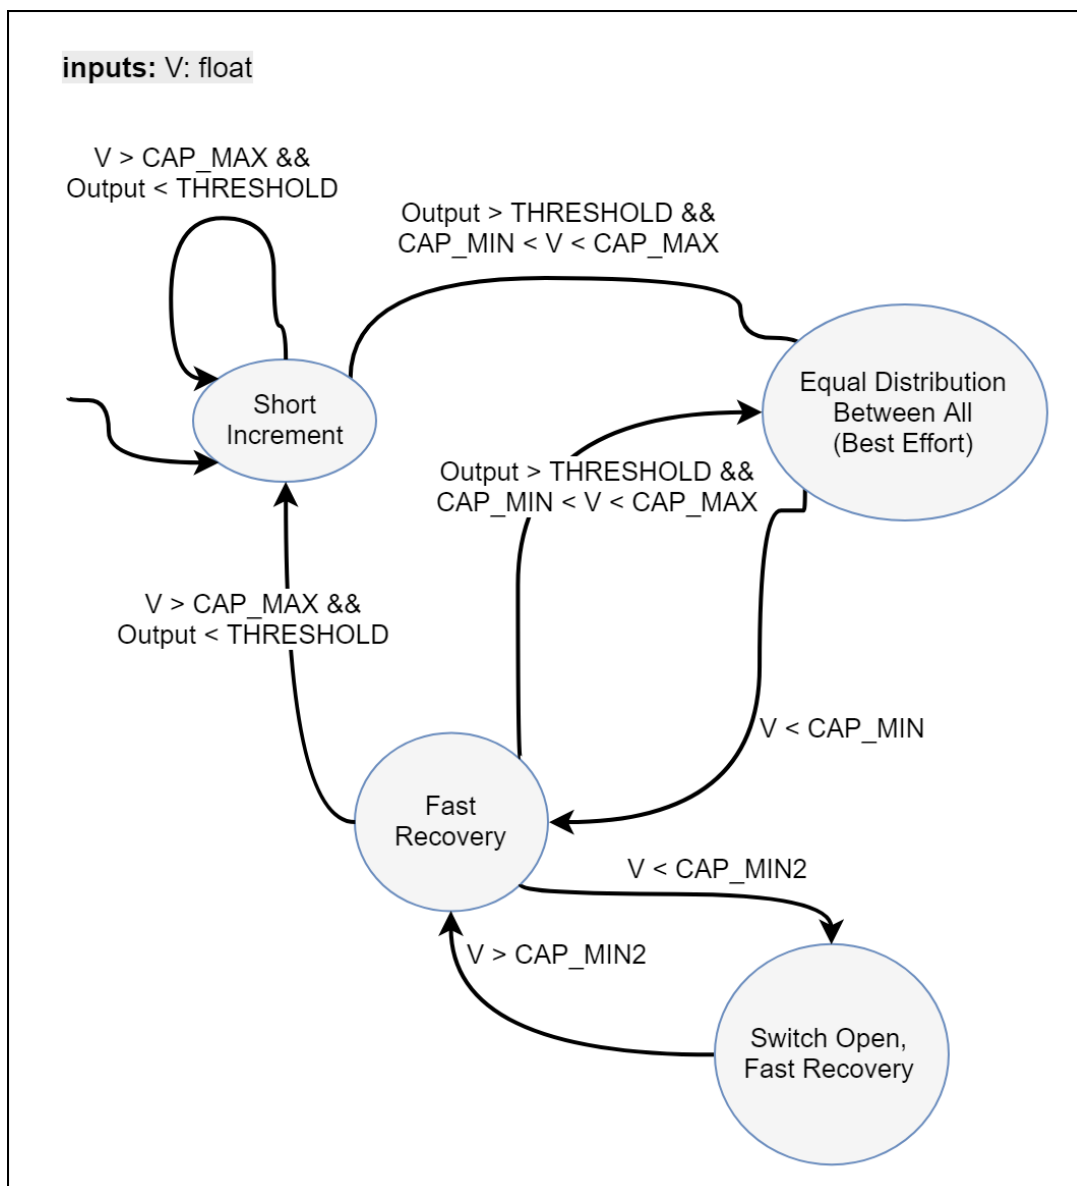 inputs: V: float
V > CAP_MAX &&
Output < THRESHOLD
Output > THRESHOLD &&
CAP_MIN < V < CAP_MAX
Short
Increment
Equal Distribution
Between All
(Best Effort)
Output > THRESHOLD &&
CAP_MIN < V < CAP_MAX
V > CAP_MAX &&
Output < THRESHOLD
V < CAP_MIN
Fast
Recovery
V < CAP_MIN2
V > CAP_MIN2
Switch Open,
Fast Recovery